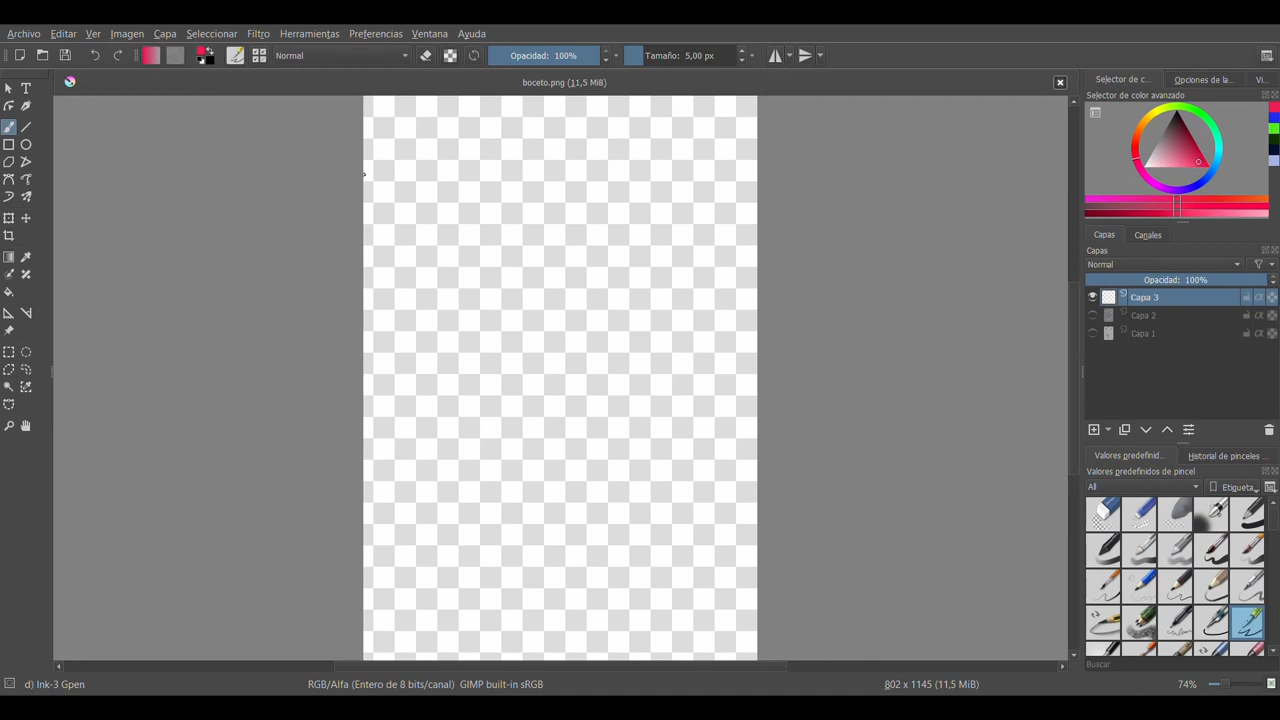 Archivo Editar Ver Imagen Capa Seleccionar Filtro Herramientas Preferencias Ventana Ayuda
Normal Opacidad: 100% Tamaño: 5,00 px
boceto.png (11,5 MiB)
Selector de c... Opciones de la... Vi...
Selector de color avanzado
Capas Canales
Capas
Normal
Opacidad: 100%
Capa 3
Capa 2
Capa 1
Valores predefinid... Historial de pinceles ...
Valores predefinidos de pincel
All Etiqueta
Buscar
d) Ink-3 Gpen RGB/Alfa (Entero de 8 bits/canal) GIMP built-in sRGB 802 x 1145 (11,5 MiB) 74%